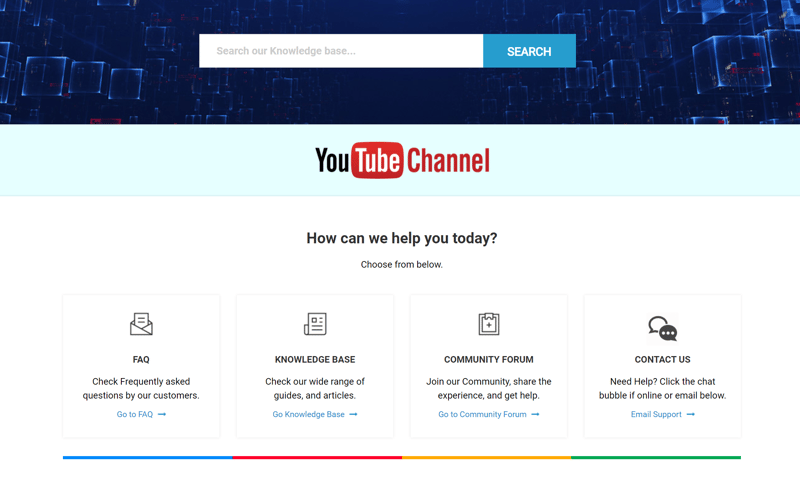 Search our Knowledge base...
SEARCH
YouTube Channel
How can we help you today?
Choose from below.
FAQ
Check Frequently asked
questions by our customers.
Go to FAQ
KNOWLEDGE BASE
Check our wide range of
guides, and articles.
Go Knowledge Base
COMMUNITY FORUM
Join our Community, share the
experience, and get help.
Go to Community Forum
CONTACT US
Need Help? Click the chat
bubble if online or email below.
Email Support